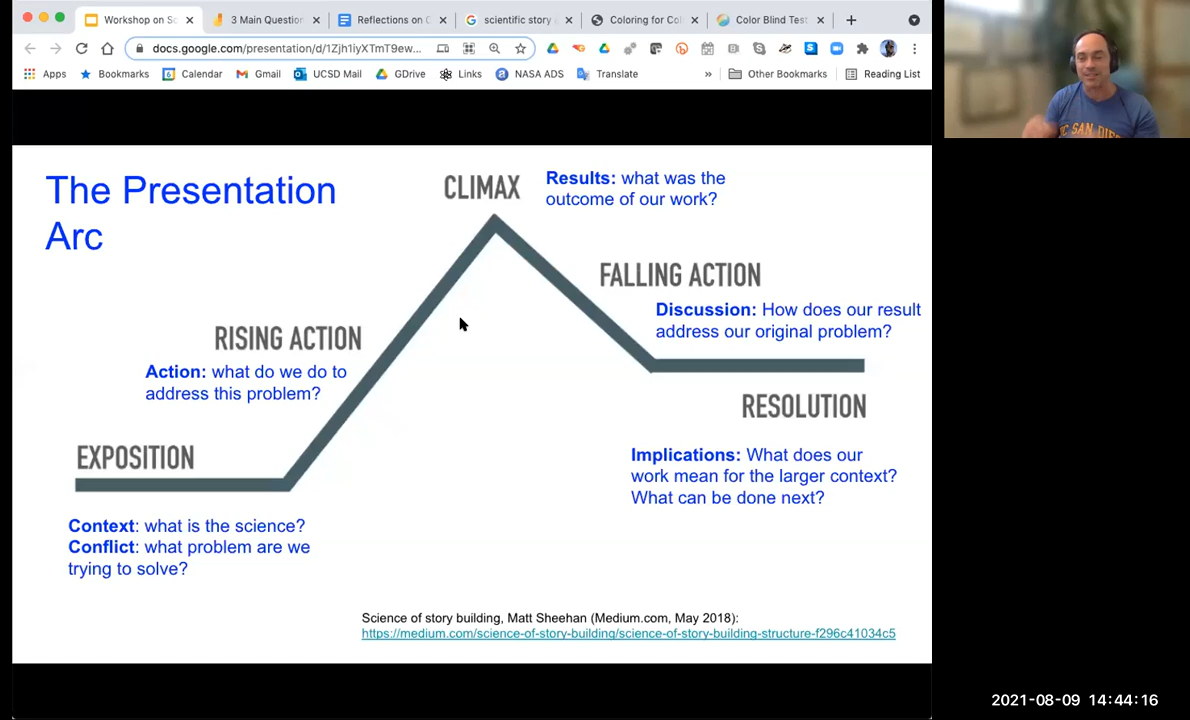 Workshop on Sc
3 Main Question
Reflections on C
scientific story
Coloring for Col
Color Blind Test
docs.google.com/presentation/d/1Zjh1iyXTmT9ew...
Apps
Bookmarks
Calendar
Gmail
UCSD Mail
GDrive
Links
NASA ADS
Translate
»
Other Bookmarks
Reading List
SAN DIE
The Presentation
Arc
CLIMAX
Results: what was the
outcome of our work?
FALLING ACTION
Discussion: How does our result
address our original problem?
RISING ACTION
Action: what do we do to
address this problem?
RESOLUTION
Implications: What does our
work mean for the larger context?
What can be done next?
EXPOSITION
Context: what is the science?
Conflict: what problem are we
trying to solve?
Science of story building, Matt Sheehan (Medium.com, May 2018):
https://medium.com/science-of-story-building/science-of-story-building-structure-f296c41034c5
2021-08-09 14:44:16